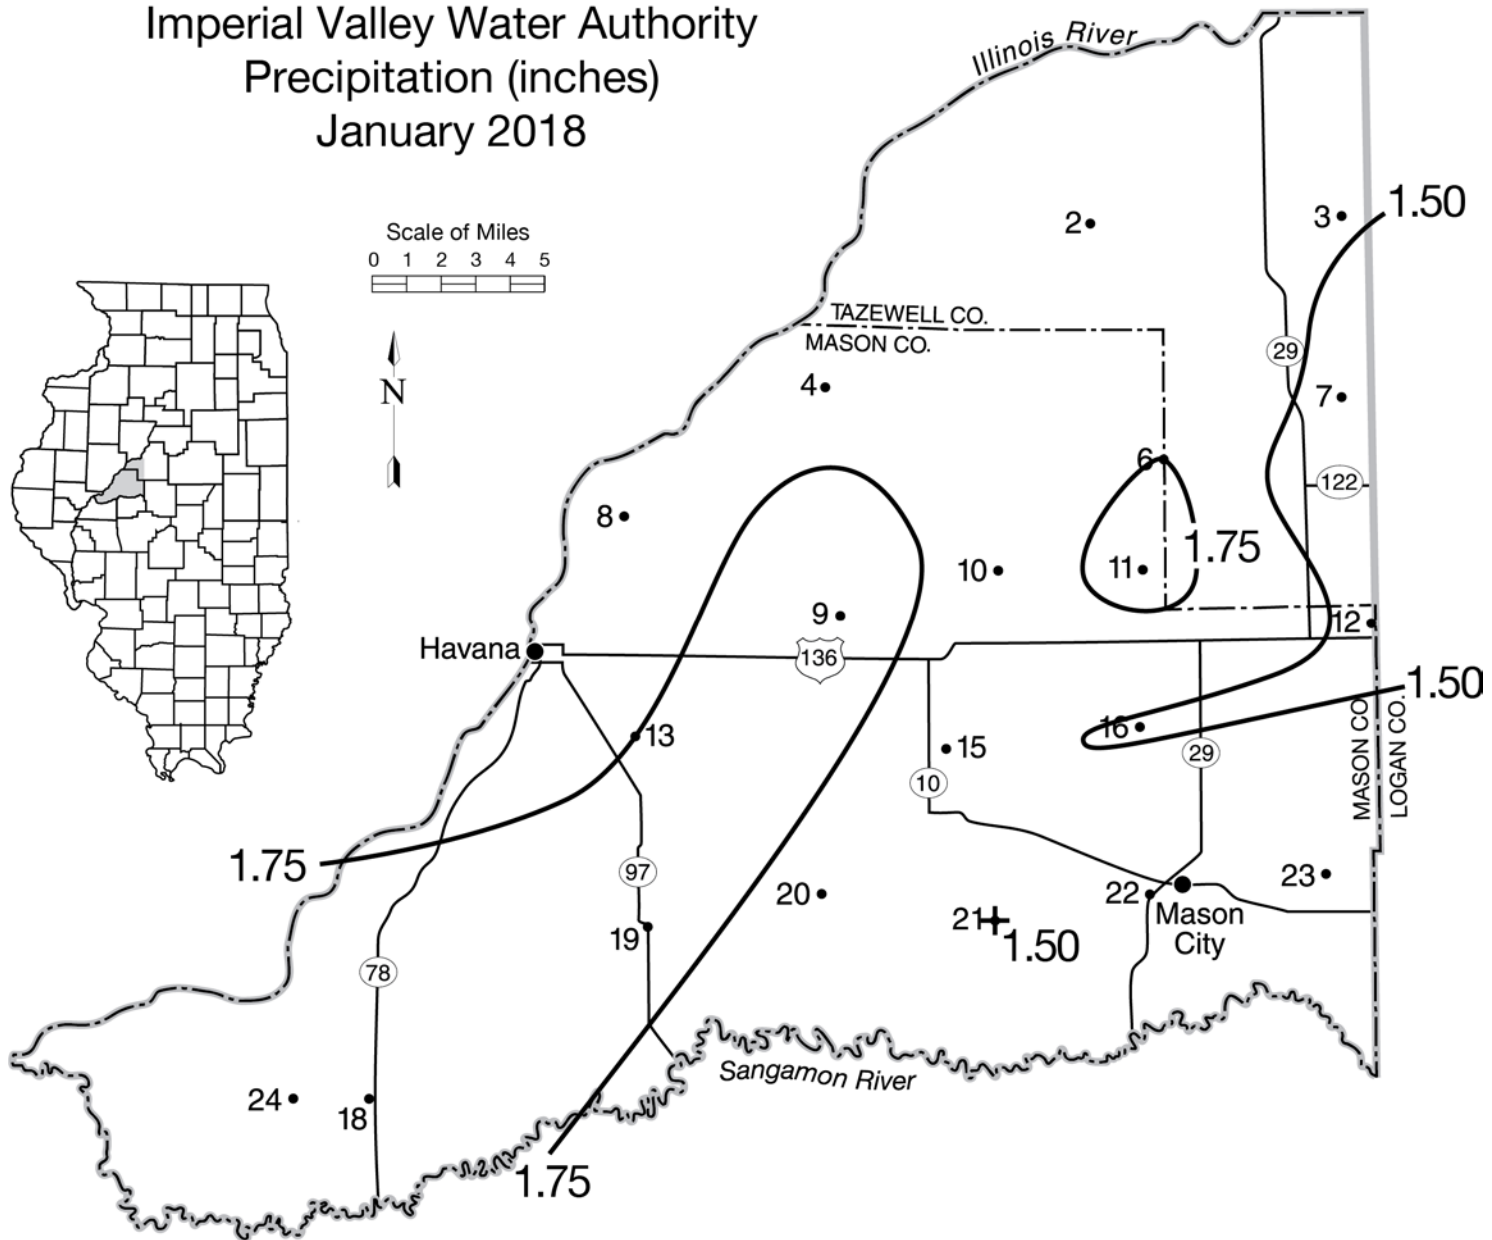 Imperial Valley Water Authority
Precipitation (inches)
January 2018
Illinois River
1.50
3
2
Scale of Miles
0 1 2 3 4 5
TAZEWELL CO.
MASON CO.
29
N
4
7
6
122
8
1.75
10
11
9
12
Havana
136
1.50
16
13
15
29
10
MASON CO.
LOGAN CO.
1.75
97
23
20
22
21
Mason
City
1.50
19
78
Sangamon River
24
18
1.75